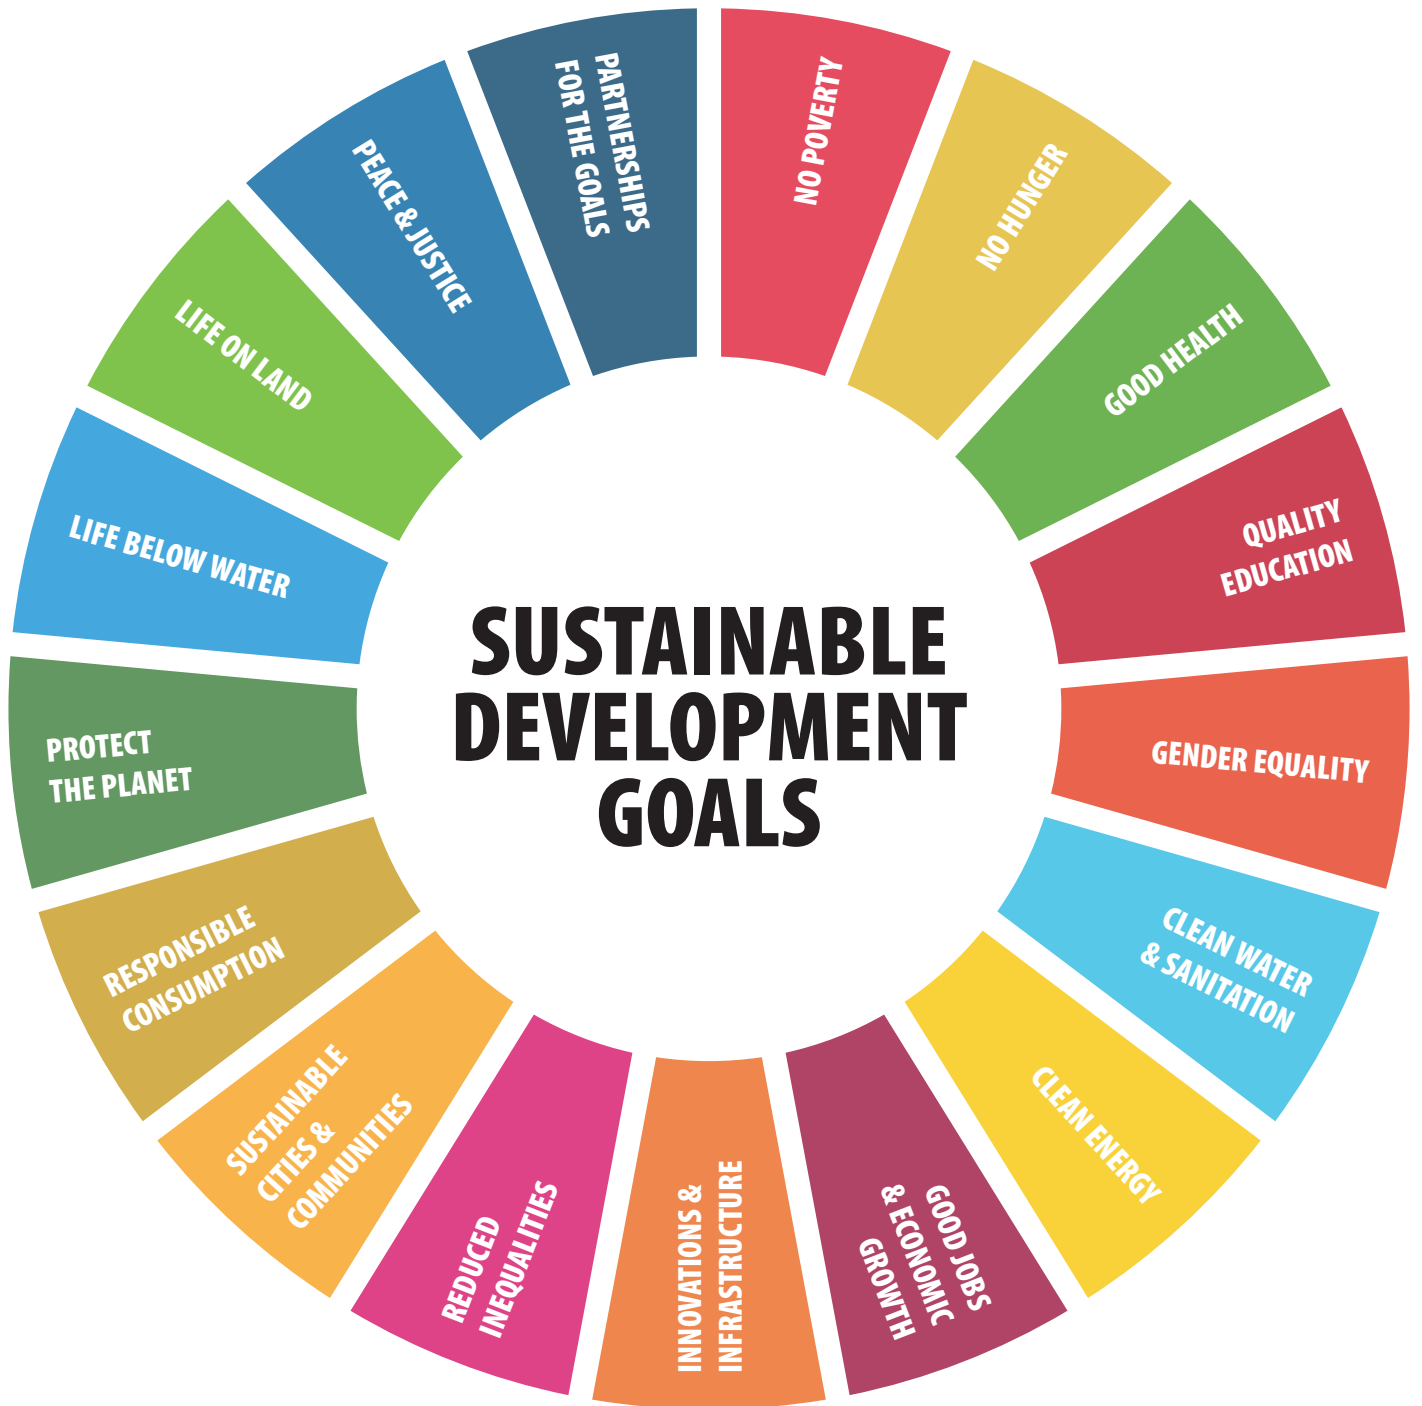 SUSTAINABLE
DEVELOPMENT
GOALS
NO POVERTY
NO HUNGER
GOOD HEALTH
QUALITY
EDUCATION
GENDER EQUALITY
CLEAN WATER
& SANITATION
CLEAN ENERGY
GOOD JOBS
& ECONOMIC
GROWTH
INNOVATIONS &
INFRASTRUCTURE
REDUCED
INEQUALITIES
SUSTAINABLE
CITIES &
COMMUNITIES
RESPONSIBLE
CONSUMPTION
PROTECT
THE PLANET
LIFE BELOW WATER
LIFE ON LAND
PEACE & JUSTICE
PARTNERSHIPS
FOR THE GOALS